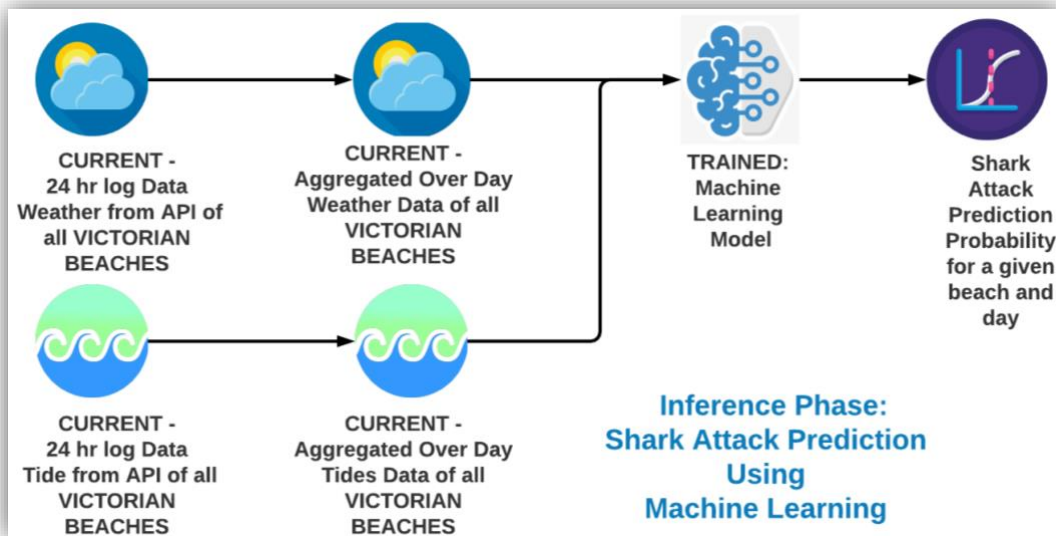 CURRENT -
24 hr log Data
Weather from API of
all VICTORIAN
BEACHES
CURRENT -
Aggregated Over Day
Weather Data of all
VICTORIAN
BEACHES
TRAINED:
Machine
Learning
Model
Shark
Attack
Prediction
Probability
for a given
beach and
day
CURRENT -
24 hr log Data
Tide from API of all
VICTORIAN
BEACHES
CURRENT -
Aggregated Over Day
Tides Data of all
VICTORIAN
BEACHES
Inference Phase:
Shark Attack Prediction
Using
Machine Learning